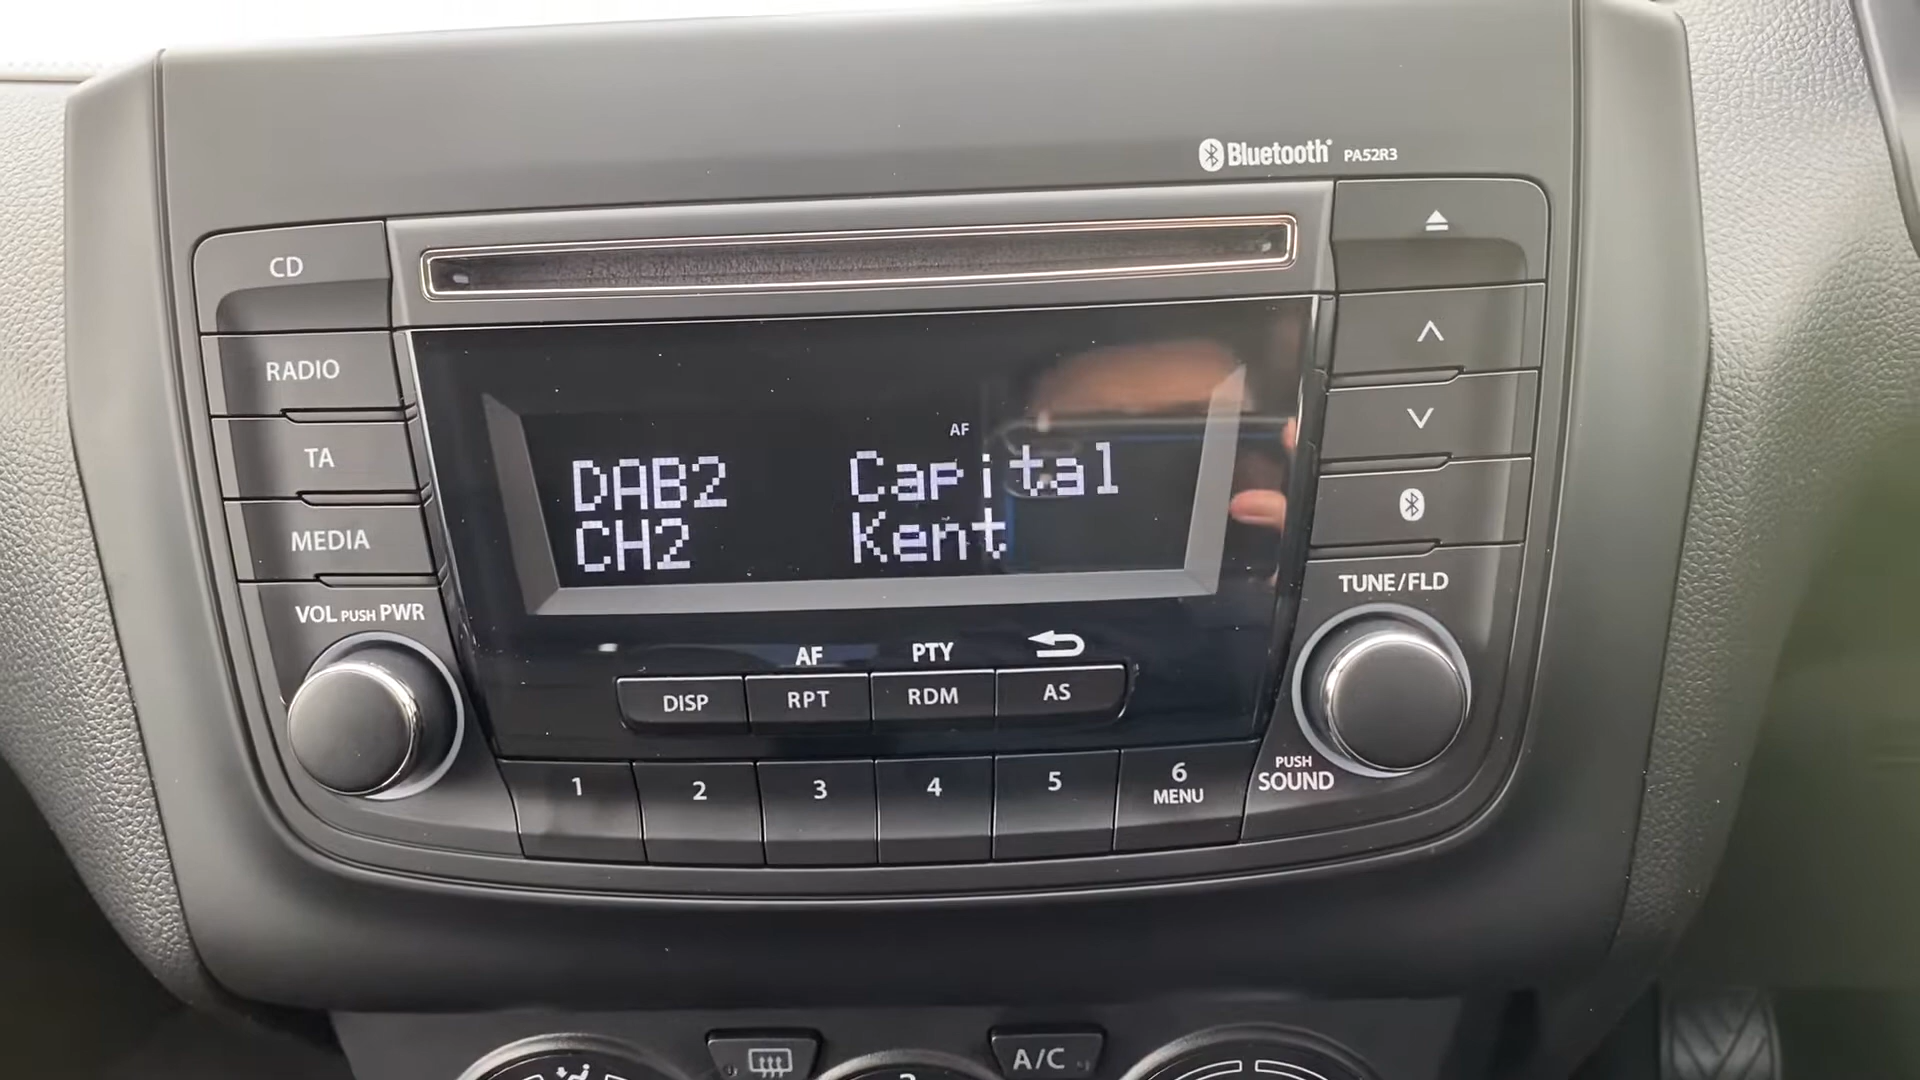 Bluetooth® PA52R3
CD
RADIO
TA
MEDIA
VOL PUSH PWR
AF
DAB2 Capital
CH2 Kent
TUNE/FLD
AF PTY
DISP RPT RDM AS
1 2 3 4 5 6
MENU
PUSH
SOUND
A/C